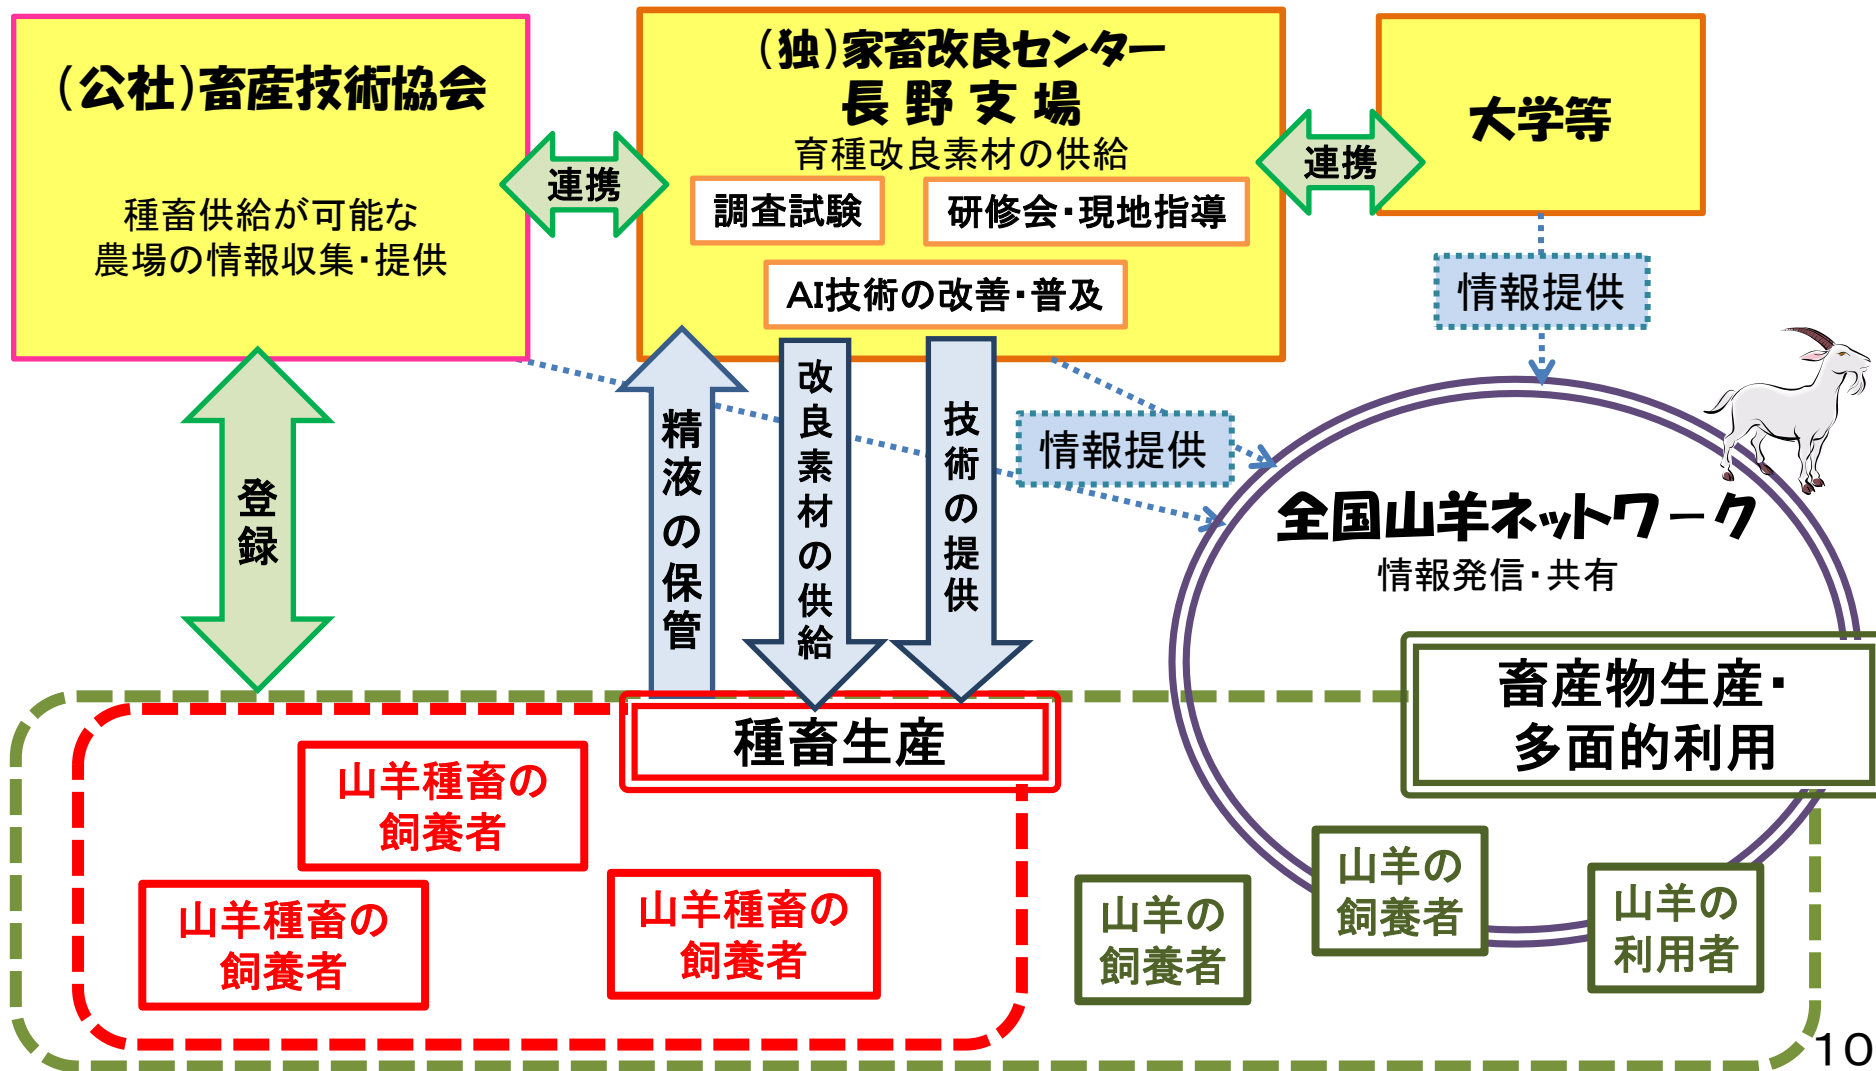 （公社）畜産技術協会
種畜供給が可能な
農場の情報収集・提供
連携
（独）家畜改良センター
長野支場
育種改良素材の供給
調査試験
研修会・現地指導
AI技術の改善・普及
連携
大学等
情報提供
登録
精液の保管
改良素材の供給
技術の提供
情報提供
全国山羊ネットワーク
情報発信・共有
畜産物生産・
多面的利用
種畜生産
山羊種畜の
飼養者
山羊種畜の
飼養者
山羊種畜の
飼養者
山羊の
飼養者
山羊の
飼養者
山羊の
利用者
10